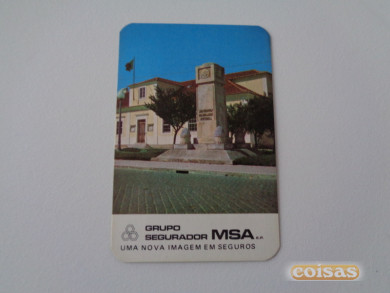 GRUPO
SEGURADOR MSA E.P.
UMA NOVA IMAGEM EM SEGUROS
coisas